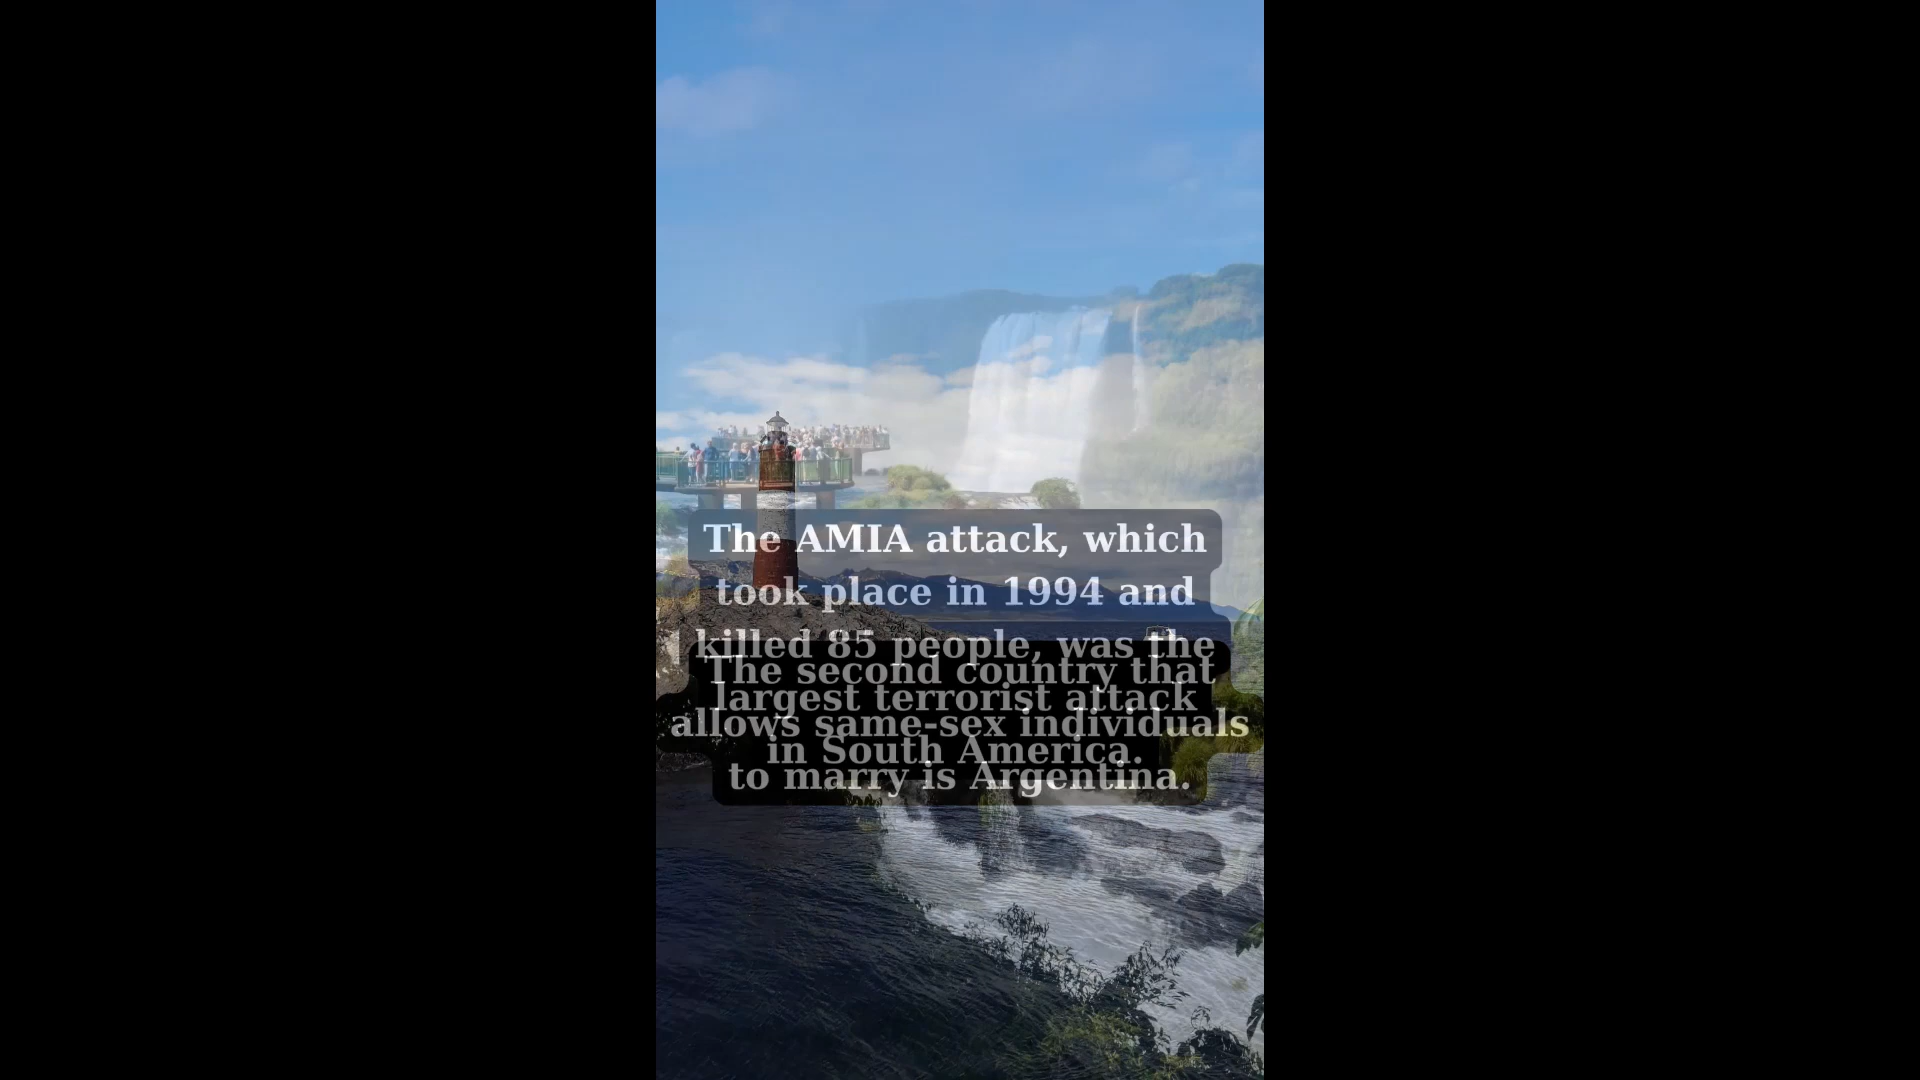 The AMIA attack, which
took place in 1994 and
killed 85 people, was the
largest terrorist attack
in South America.
The second country that
allows same-sex individuals
to marry is Argentina.